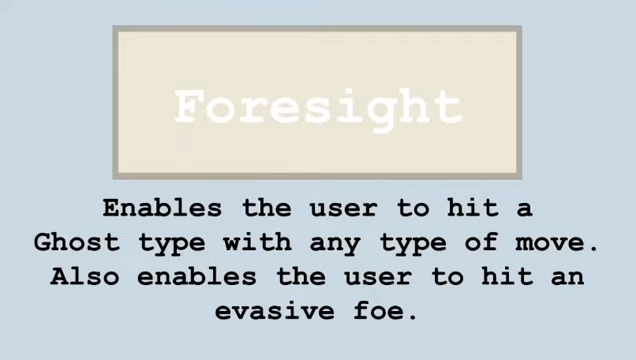 Foresight
Enables the user to hit a
Ghost type with any type of move.
Also enables the user to hit an
evasive foe.